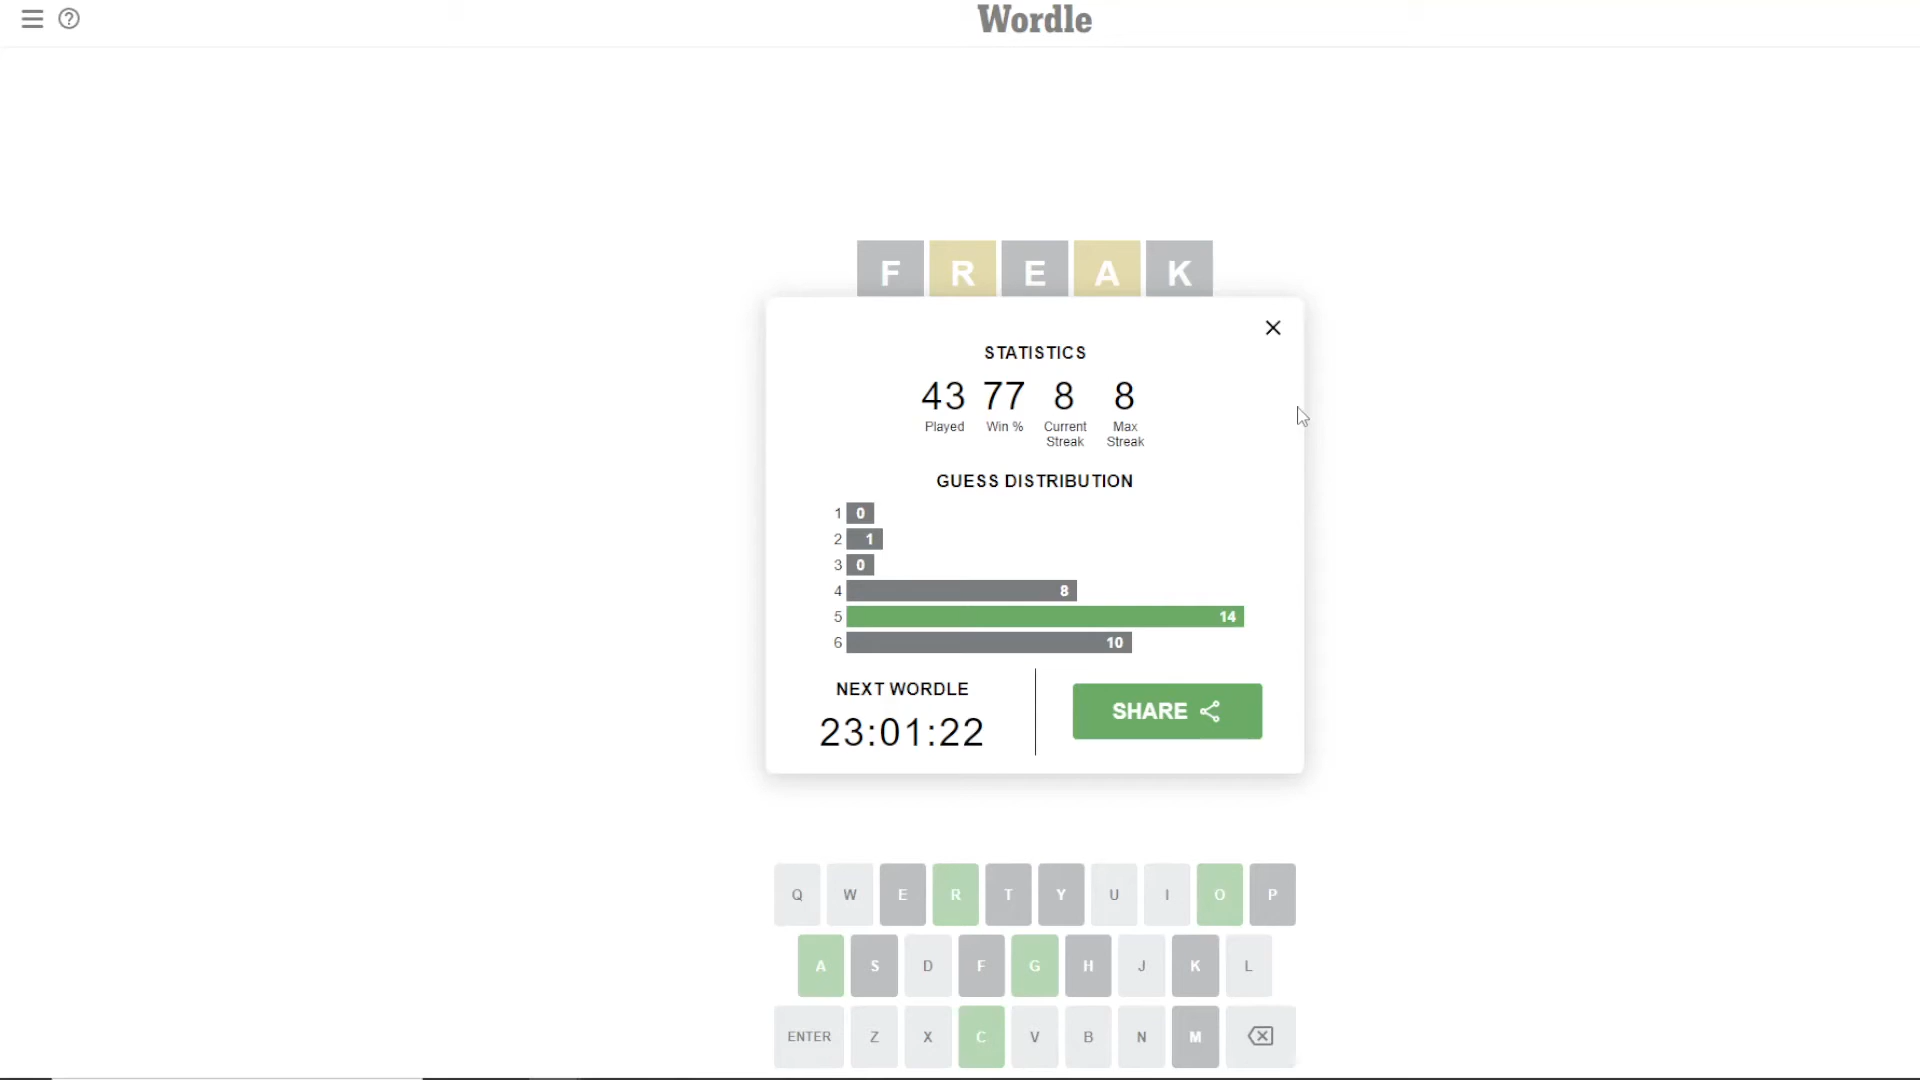 Wordle
F R E A K
STATISTICS
43 77 8 8
Played Win % Current Streak Max Streak
GUESS DISTRIBUTION
1 0
2 1
3 0
4 8
5 14
6 10
NEXT WORDLE
23:01:22
SHARE
Q W E R T Y U I O P
A S D F G H J K L
ENTER Z X C V B N M